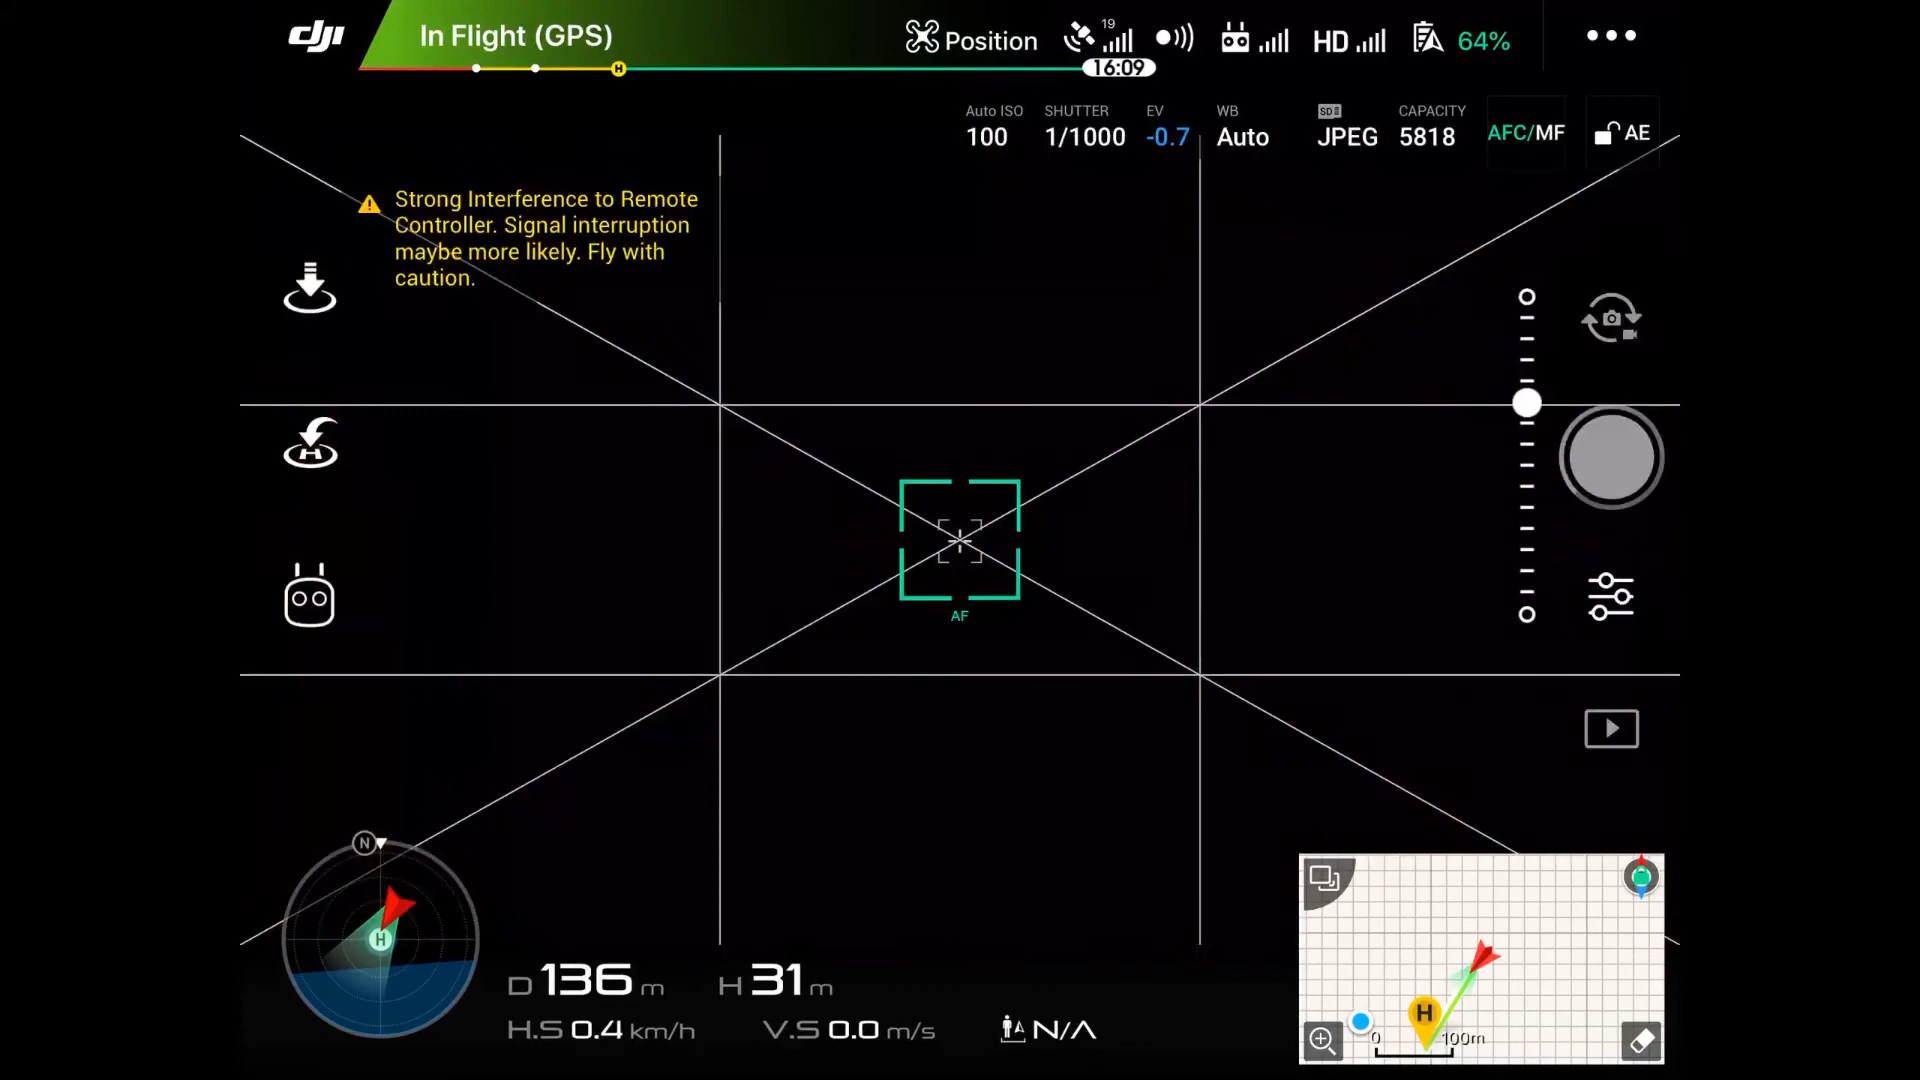 dji In Flight (GPS) Position 19 HD 64%
H 16:09
Auto ISO SHUTTER EV WB SD CAPACITY
100 1/1000 -0.7 Auto JPEG 5818 AFC/MF AE
Strong Interference to Remote
Controller. Signal interruption
maybe more likely. Fly with
caution.
H
AF
N
H
D 136 m H 31 m
H.S 0.4 km/h V.S 0.0 m/s N/A
H
0 100m